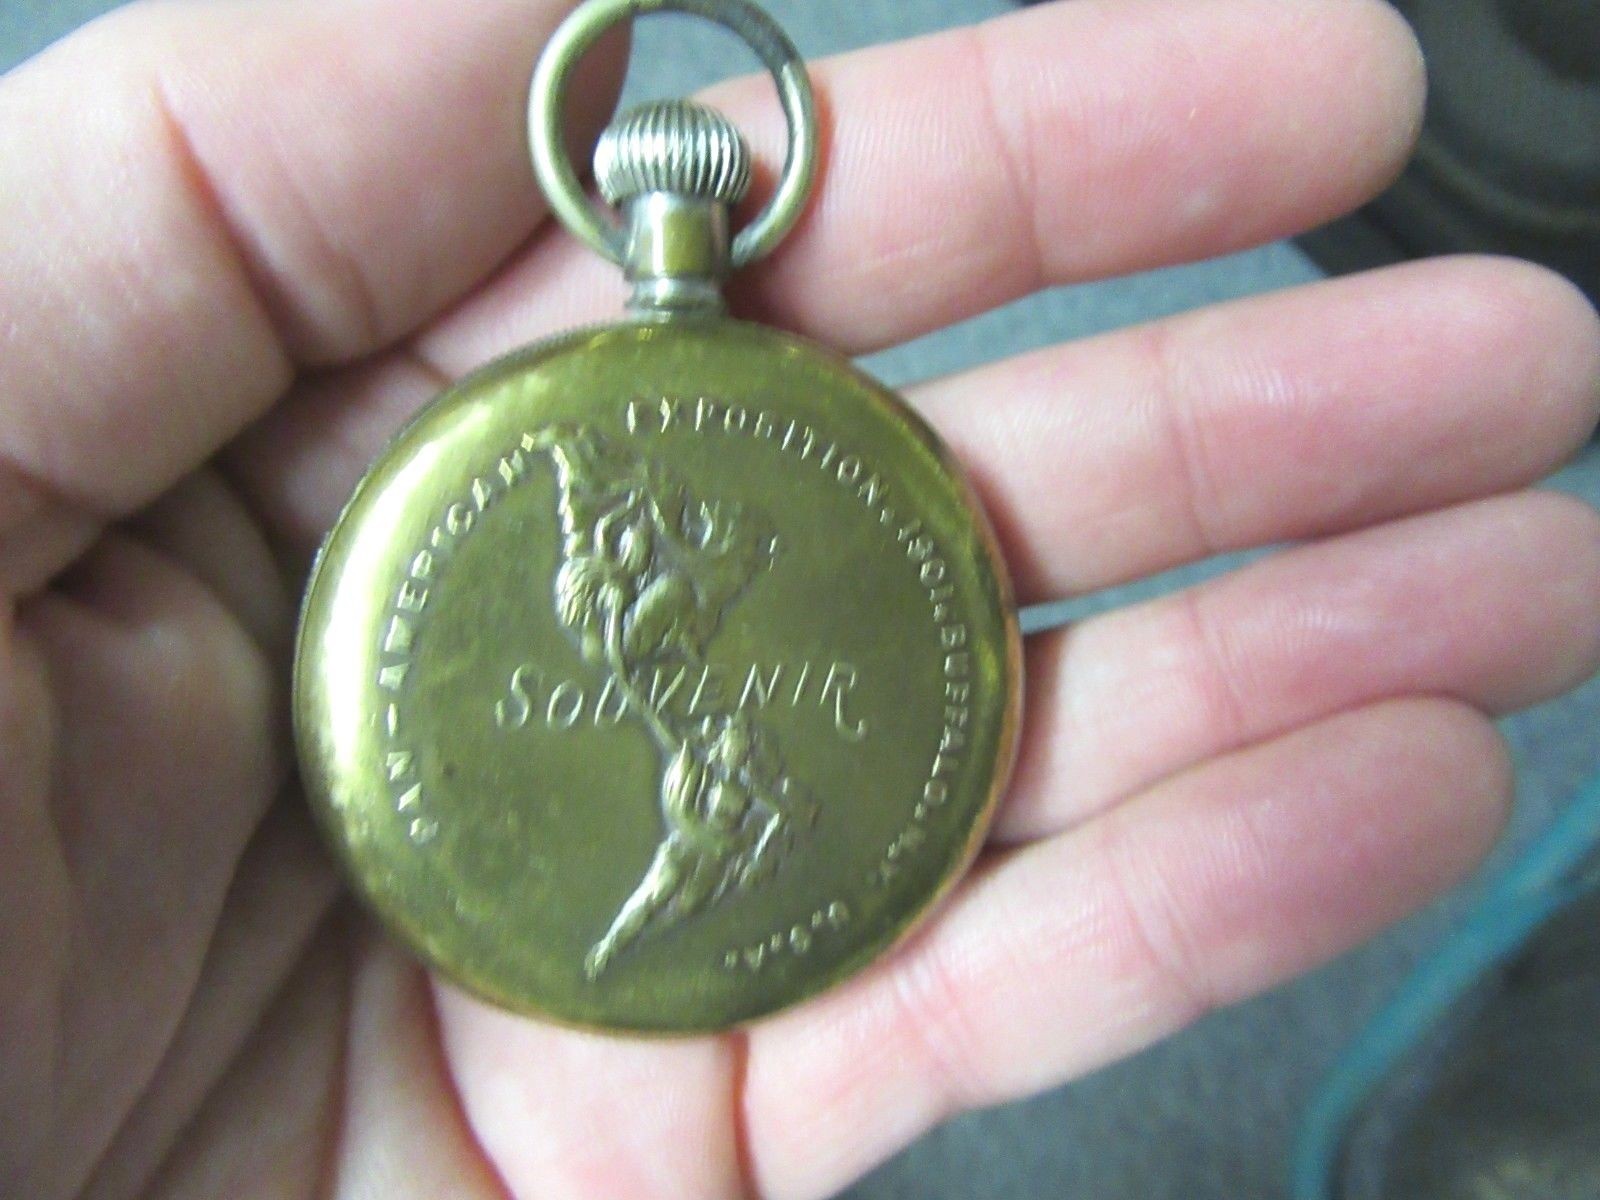 PAN-AMERICAN EXPOSITION, 1901, BUFFALO, N.Y. U.S.A.
SOUVENIR